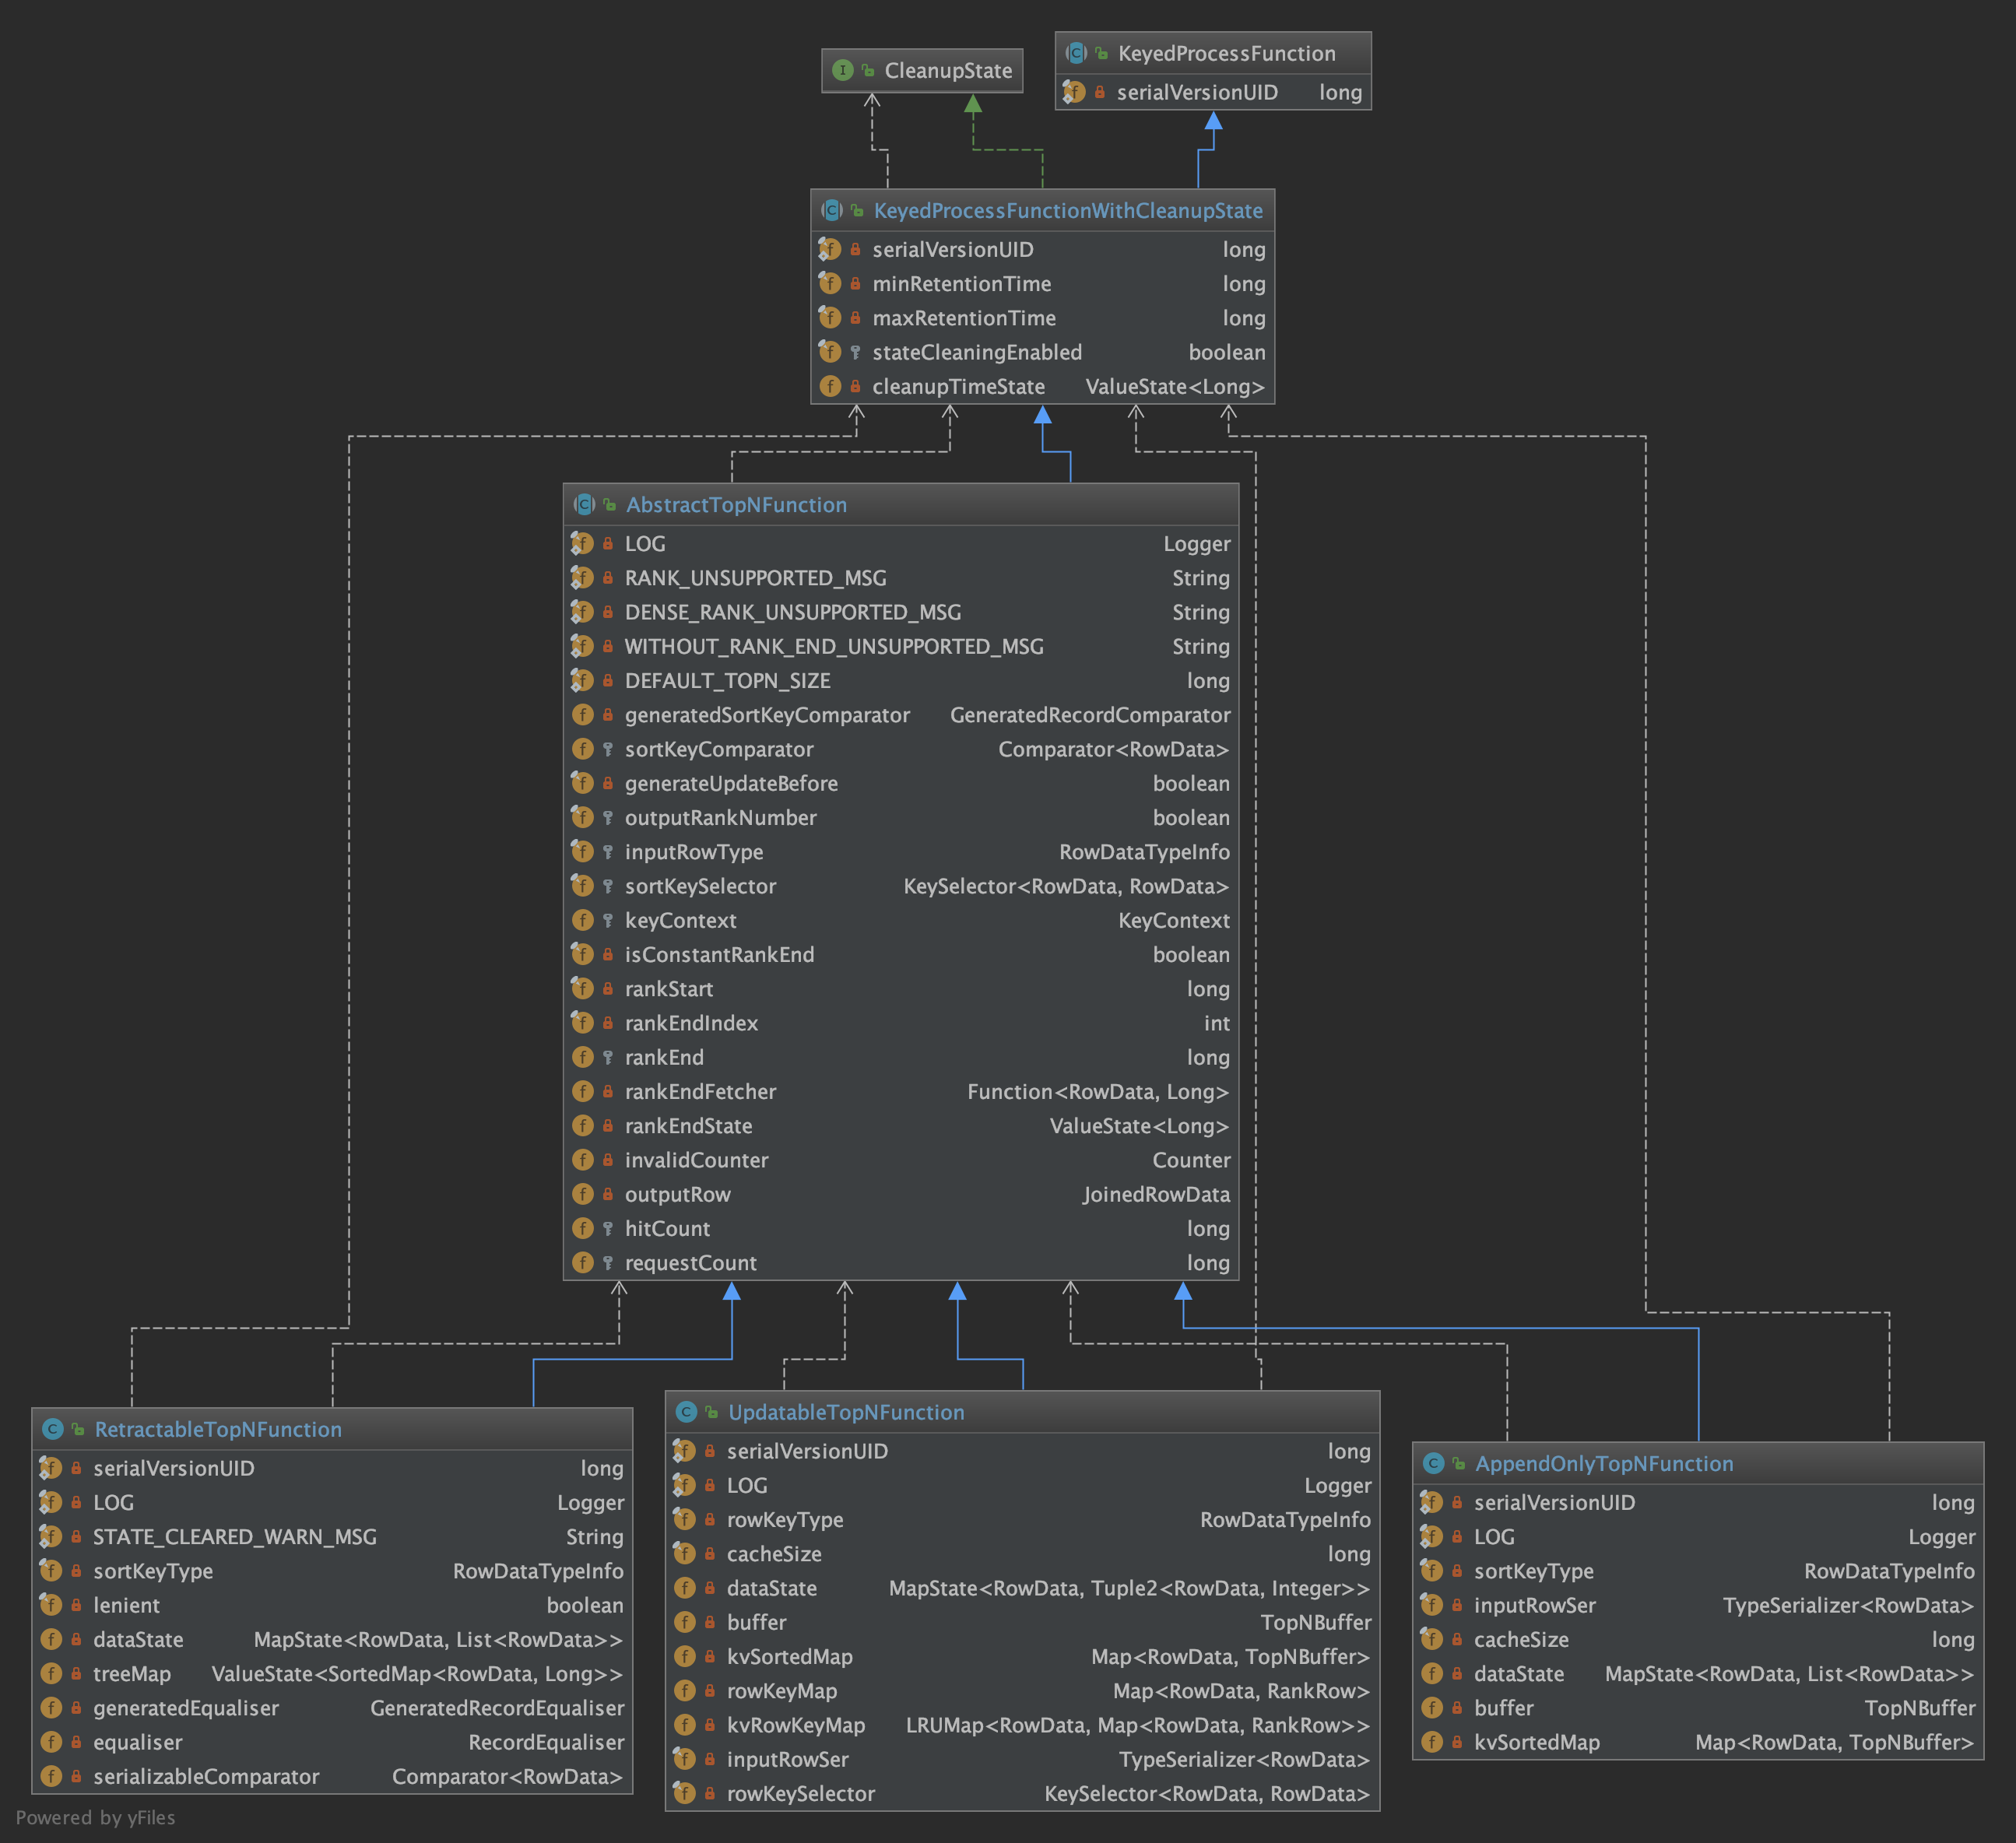 CleanupState
KeyedProcessFunction
serialVersionUID long
KeyedProcessFunctionWithCleanupState
serialVersionUID long
minRetentionTime long
maxRetentionTime long
stateCleaningEnabled boolean
cleanupTimeState ValueState<Long>
AbstractTopNFunction
LOG Logger
RANK_UNSUPPORTED_MSG String
DENSE_RANK_UNSUPPORTED_MSG String
WITHOUT_RANK_END_UNSUPPORTED_MSG String
DEFAULT_TOPN_SIZE long
generatedSortKeyComparator GeneratedRecordComparator
sortKeyComparator Comparator<RowData>
generateUpdateBefore boolean
outputRankNumber boolean
inputRowType RowDataTypeInfo
sortKeySelector KeySelector<RowData, RowData>
keyContext KeyContext
isConstantRankEnd boolean
rankStart long
rankEndIndex int
rankEnd long
rankEndFetcher Function<RowData, Long>
rankEndState ValueState<Long>
invalidCounter Counter
outputRow JoinedRowData
hitCount long
requestCount long
RetractableTopNFunction
serialVersionUID long
LOG Logger
STATE_CLEARED_WARN_MSG String
sortKeyType RowDataTypeInfo
lenient boolean
dataState MapState<RowData, List<RowData>>
treeMap ValueState<SortedMap<RowData, Long>>
generatedEqualiser GeneratedRecordEqualiser
equaliser RecordEqualiser
serializableComparator Comparator<RowData>
UpdatableTopNFunction
serialVersionUID long
LOG Logger
rowKeyType RowDataTypeInfo
cacheSize long
dataState MapState<RowData, Tuple2<RowData, Integer>>
buffer TopNBuffer
kvSortedMap Map<RowData, TopNBuffer>
rowKeyMap Map<RowData, RankRow>
kvRowKeyMap LRUMap<RowData, Map<RowData, RankRow>>
inputRowSer TypeSerializer<RowData>
rowKeySelector KeySelector<RowData, RowData>
AppendOnlyTopNFunction
serialVersionUID long
LOG Logger
sortKeyType RowDataTypeInfo
inputRowSer TypeSerializer<RowData>
cacheSize long
dataState MapState<RowData, List<RowData>>
buffer TopNBuffer
kvSortedMap Map<RowData, TopNBuffer>
Powered by yFiles